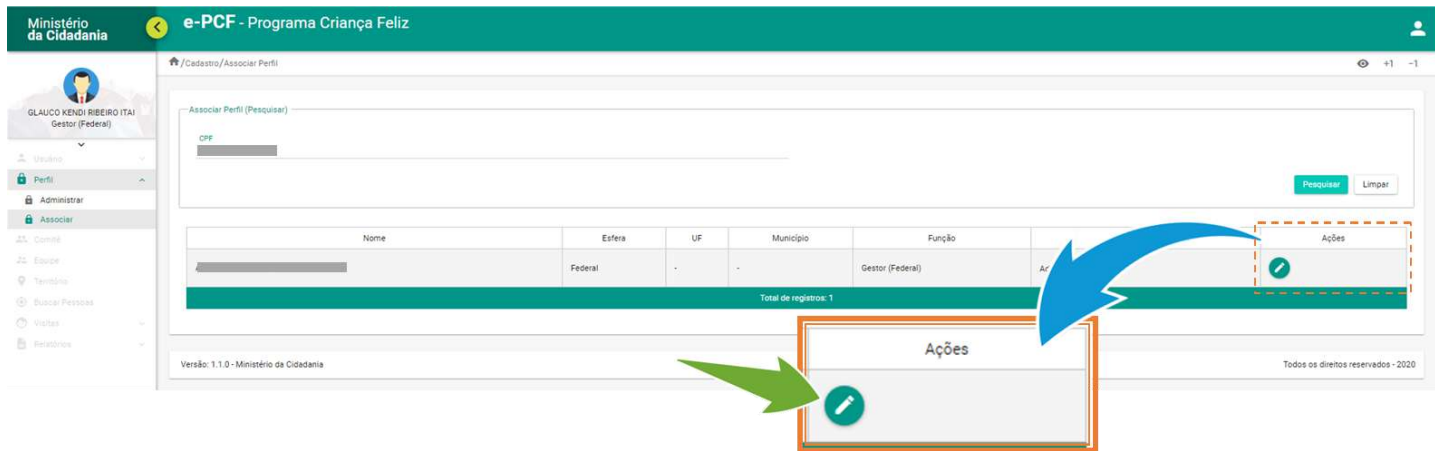 Ministério
da Cidadania
e-PCF - Programa Criança Feliz
/Cadastro/Associar Perfil
+1 -1
GLAUCO KENDI RIBEIRO ITAI
Gestor (Federal)
Usuário
Perfil
Administrar
Associar
Comitê
Equipe
Território
Buscar Pessoas
Visitas
Relatórios
Associar Perfil (Pesquisar)
CPF
Pesquisar Limpar
Nome Esfera UF Município Função Ações
Federal - - Gestor (Federal)
Total de registros: 1
Ações
Versão: 1.1.0 - Ministério da Cidadania
Todos os direitos reservados - 2020